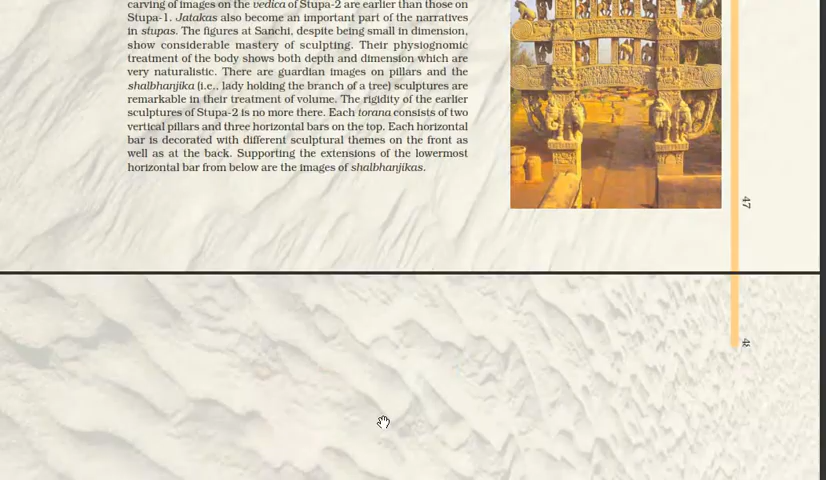 carving of images on the vedica of Stupa-2 are earlier than those on
Stupa-1. Jatakas also become an important part of the narratives
in stupas. The figures at Sanchi, despite being small in dimension,
show considerable mastery of sculpting. Their physiognomic
treatment of the body shows both depth and dimension which are
very naturalistic. There are guardian images on pillars and the
shalbhanjika (i.e., lady holding the branch of a tree) sculptures are
remarkable in their treatment of volume. The rigidity of the earlier
sculptures of Stupa-2 is no more there. Each torana consists of two
vertical pillars and three horizontal bars on the top. Each horizontal
bar is decorated with different sculptural themes on the front as
well as at the back. Supporting the extensions of the lowermost
horizontal bar from below are the images of shalbhanjikas.
47